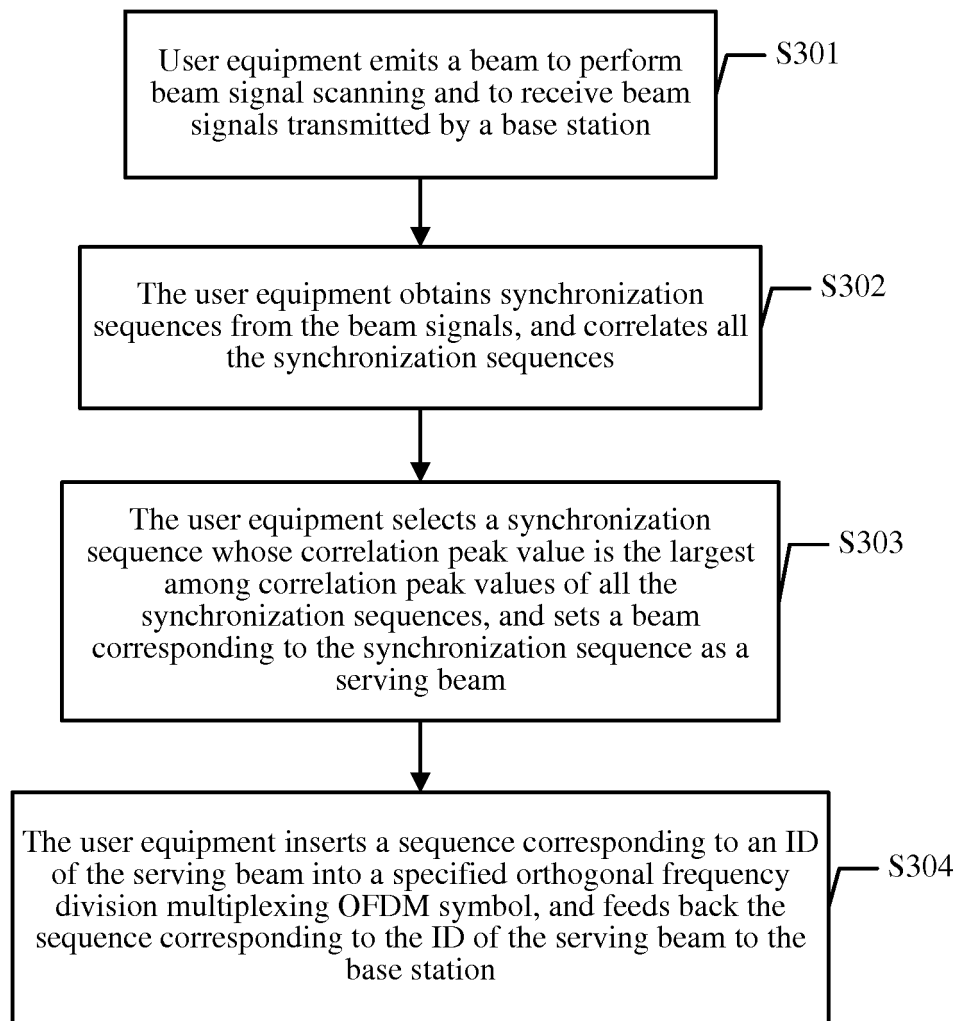 User equipment emits a beam to perform
beam signal scanning and to receive beam
signals transmitted by a base station
S301
The user equipment obtains synchronization
sequences from the beam signals, and correlates all
the synchronization sequences
S302
The user equipment selects a synchronization
sequence whose correlation peak value is the largest
among correlation peak values of all the
synchronization sequences, and sets a beam
corresponding to the synchronization sequence as a
serving beam
S303
The user equipment inserts a sequence corresponding to an ID
of the serving beam into a specified orthogonal frequency
division multiplexing OFDM symbol, and feeds back the
sequence corresponding to the ID of the serving beam to the
base station
S304